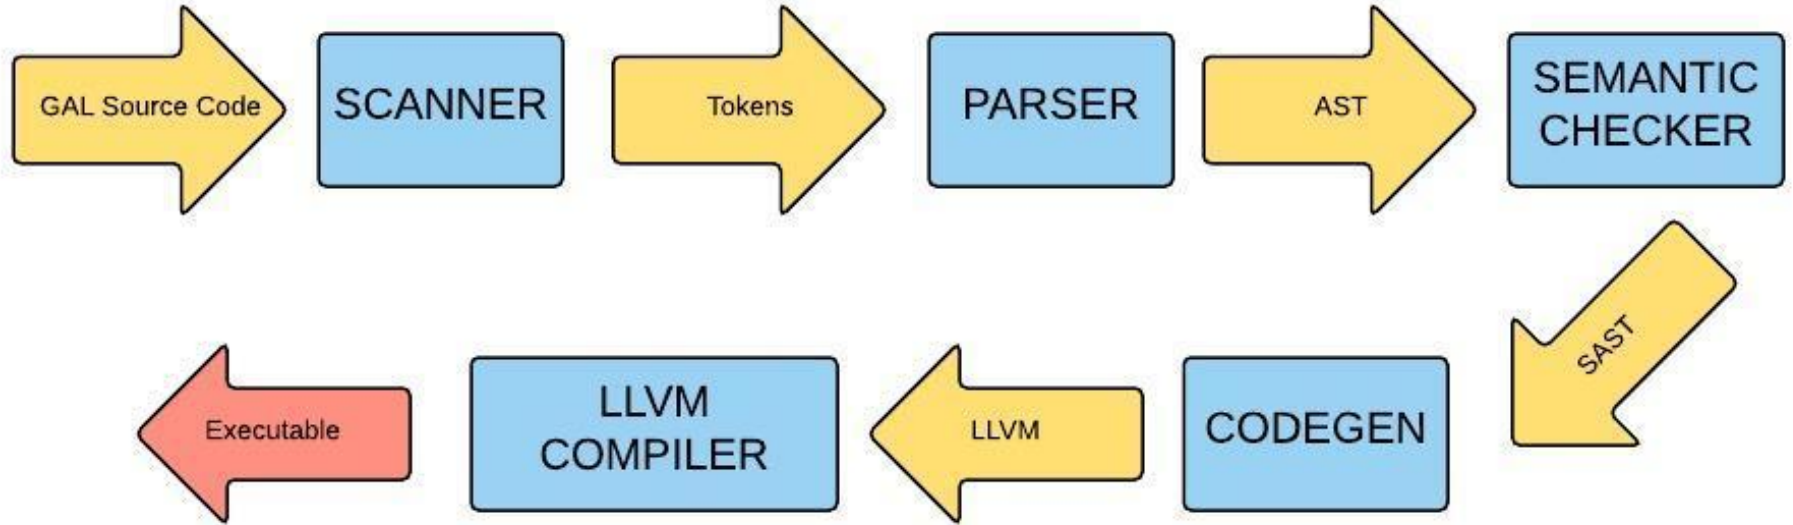 GAL Source Code
SCANNER
Tokens
PARSER
AST
SEMANTIC
CHECKER
SAST
CODEGEN
LLVM
LLVM
COMPILER
Executable